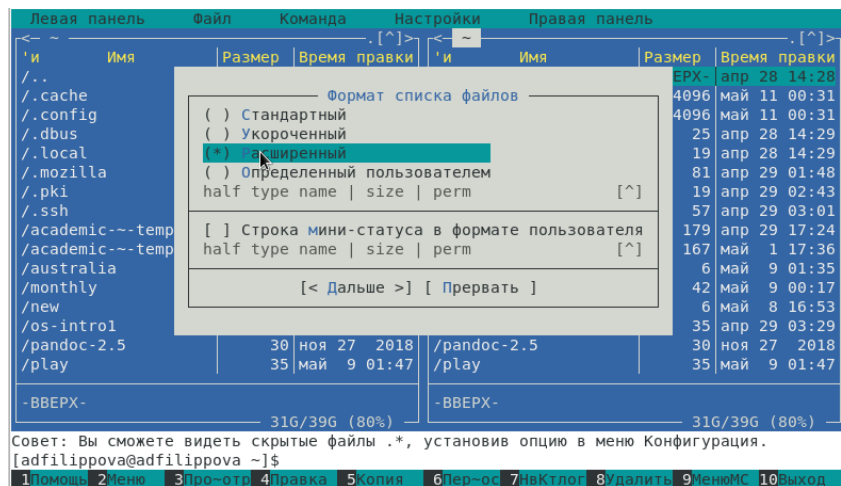 Левая панель Файл Команда Настройки Правая панель
<— ~ .[^]> <— ~ .[^]>
'и Имя Размер Время правки 'и Имя Размер Время правки
/.. ЕРХ- апр 28 14:28
/.cache 4096 май 11 00:31
/.config 4096 май 11 00:31
/.dbus 25 апр 28 14:29
/.local 19 апр 28 14:29
/.mozilla 81 апр 29 01:48
/.pki 19 апр 29 02:43
/.ssh 57 апр 29 03:01
/academic-~-temp 179 апр 29 17:24
/academic-~-temp 167 май 1 17:36
/australia 6 май 9 01:35
/monthly 42 май 9 00:17
/new 6 май 8 16:53
/os-intro1 35 апр 29 03:29
/pandoc-2.5 30 ноя 27 2018 /pandoc-2.5 30 ноя 27 2018
/play 35 май 9 01:47 /play 35 май 9 01:47
Формат списка файлов
( ) Стандартный
( ) Укороченный
(*) Расширенный
( ) Определенный пользователем
half type name | size | perm [^]
[ ] Строка мини-статуса в формате пользователя
half type name | size | perm [^]
[< Дальше >] [ Прервать ]
-ВВЕРХ- -ВВЕРХ-
31G/39G (80%) 31G/39G (80%)
Совет: Вы сможете видеть скрытые файлы .*, установив опцию в меню Конфигурация.
[adfilippova@adfilippova ~]$
1Помощь 2Меню 3Про~отр 4Правка 5Копия 6Пер~ос 7НвКтлог 8Удалить 9МенюМС 10Выход